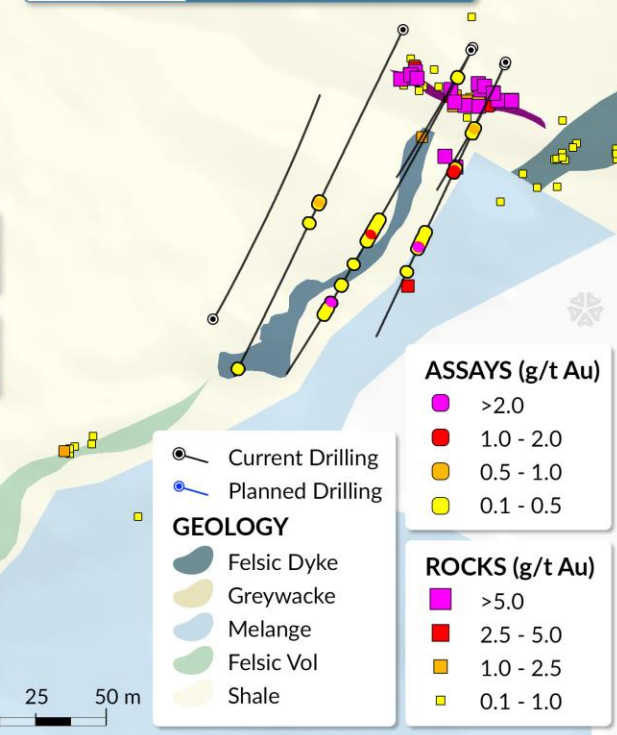 ASSAYS (g/t Au)
>2.0
1.0 - 2.0
0.5 - 1.0
0.1 - 0.5
Current Drilling
Planned Drilling
GEOLOGY
Felsic Dyke
Greywacke
Melange
Felsic Vol
Shale
ROCKS (g/t Au)
>5.0
2.5 - 5.0
1.0 - 2.5
0.1 - 1.0
25 50 m